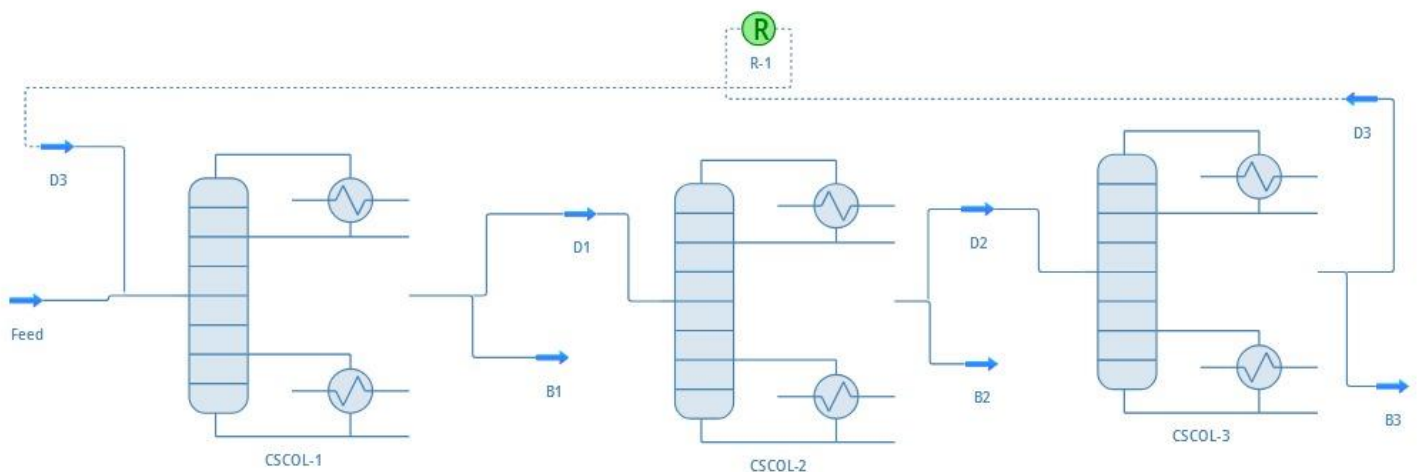 R
R-1
D3
D3
D1
D2
Feed
B1
B2
B3
CSCOL-1
CSCOL-2
CSCOL-3